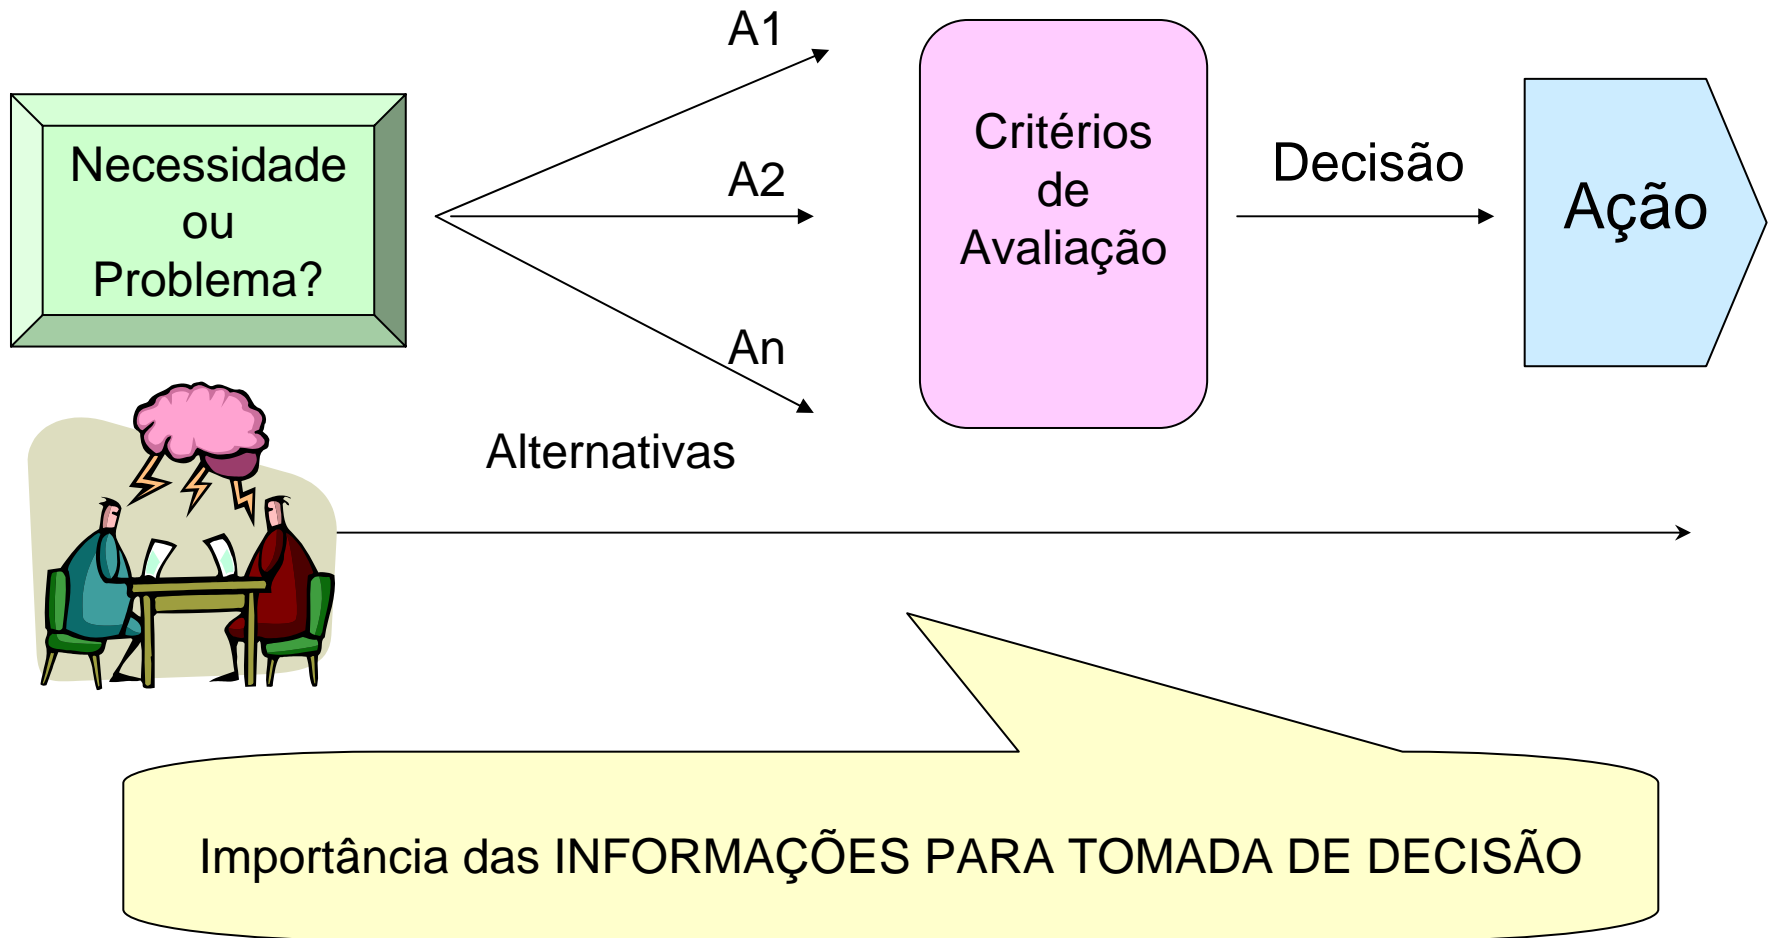 Necessidade
ou
Problema?
A1
A2
An
Alternativas
Critérios
de
Avaliação
Decisão
Ação
Importância das INFORMAÇÕES PARA TOMADA DE DECISÃO